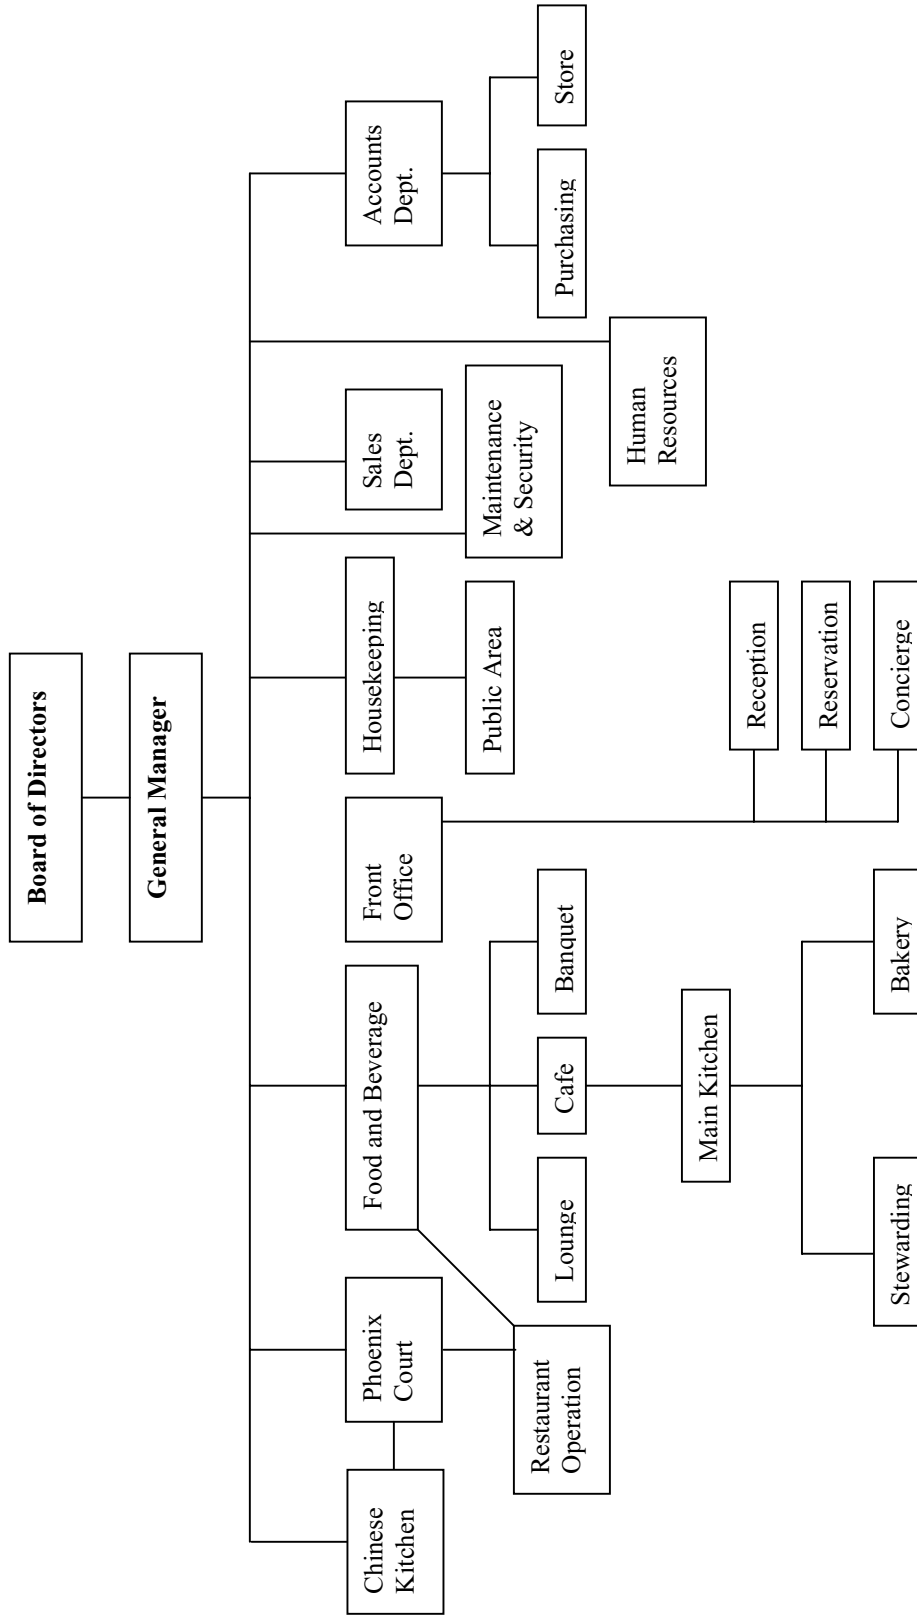 Board of Directors
General Manager
Chinese
Kitchen
Phoenix
Court
Food and Beverage
Front
Office
Housekeeping
Sales
Dept.
Accounts
Dept.
Restaurant
Operation
Lounge
Cafe
Banquet
Public Area
Maintenance
& Security
Purchasing
Store
Human
Resources
Main Kitchen
Reception
Reservation
Stewarding
Bakery
Concierge